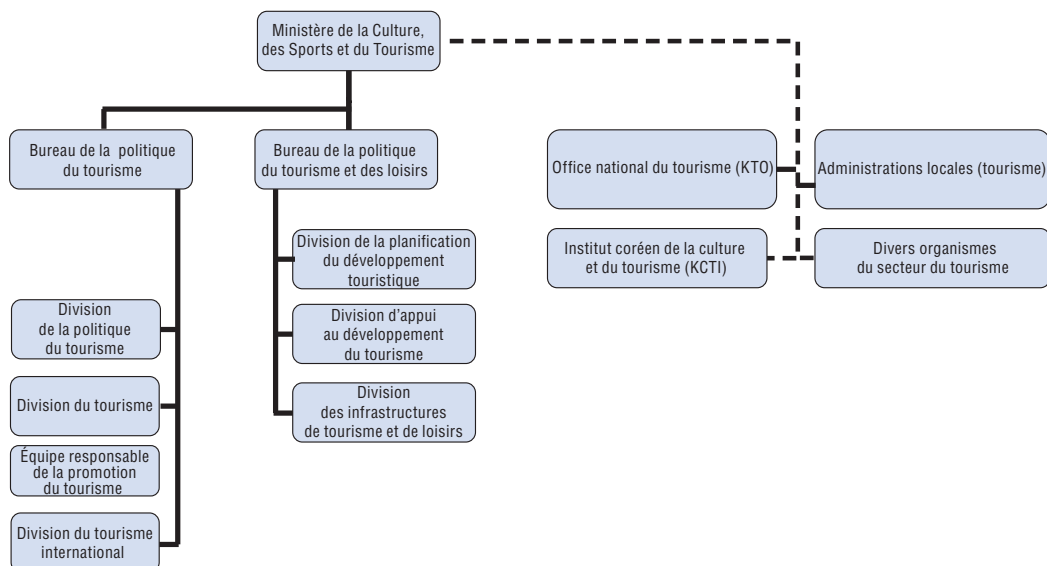 Ministère de la Culture,
des Sports et du Tourisme
Bureau de la politique
du tourisme
Bureau de la politique
du tourisme et des loisirs
Office national du tourisme (KTO)
Administrations locales (tourisme)
Division de la planification
du développement
touristique
Institut coréen de la culture
et du tourisme (KCTI)
Divers organismes
du secteur du tourisme
Division
de la politique
du tourisme
Division d'appui
au développement
du tourisme
Division du tourisme
Division
des infrastructures
de tourisme et de loisirs
Équipe responsable
de la promotion
du tourisme
Division du tourisme
international